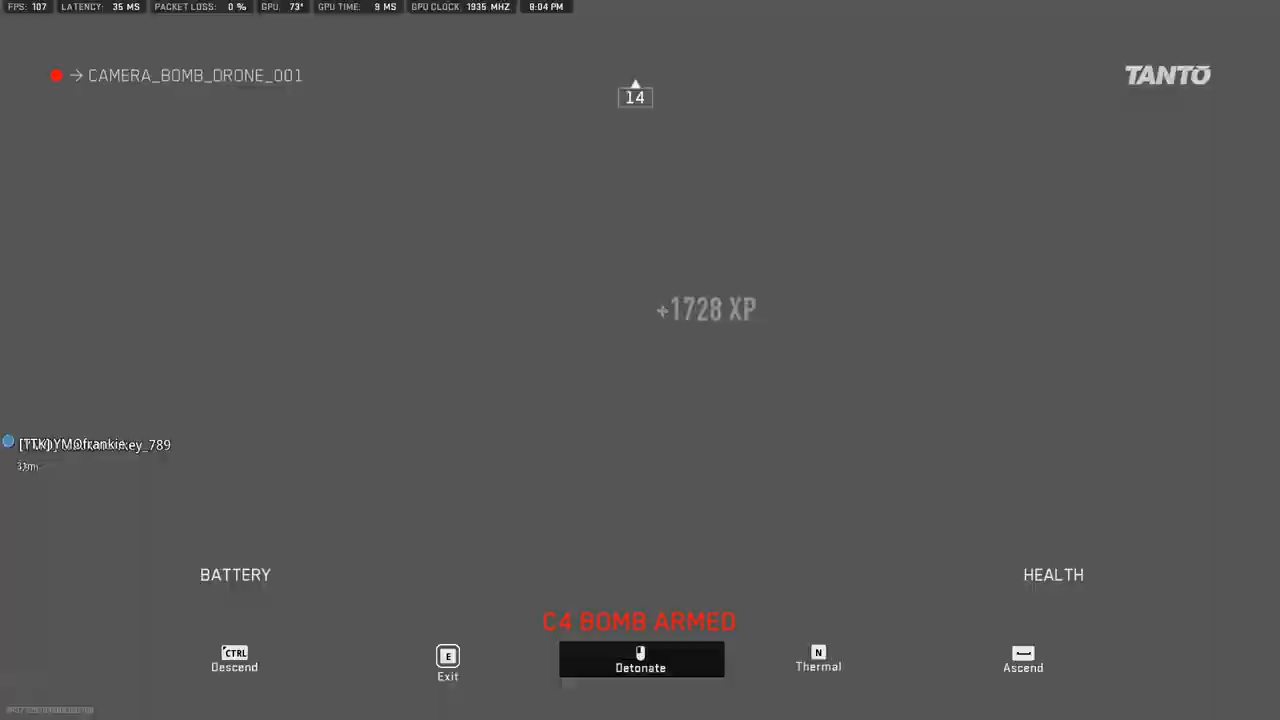 FPS: 107 LATENCY: 35 MS PACKET LOSS: 0 % GPU: 73° GPU TIME: 9 MS GPU CLOCK: 1935 MHZ 8:04 PM
→ CAMERA_BOMB_DRONE_001
TANTO
14
+1728 XP
BATTERY
HEALTH
C4 BOMB ARMED
CTRL
Descend
E
Exit
Detonate
N
Thermal
Ascend